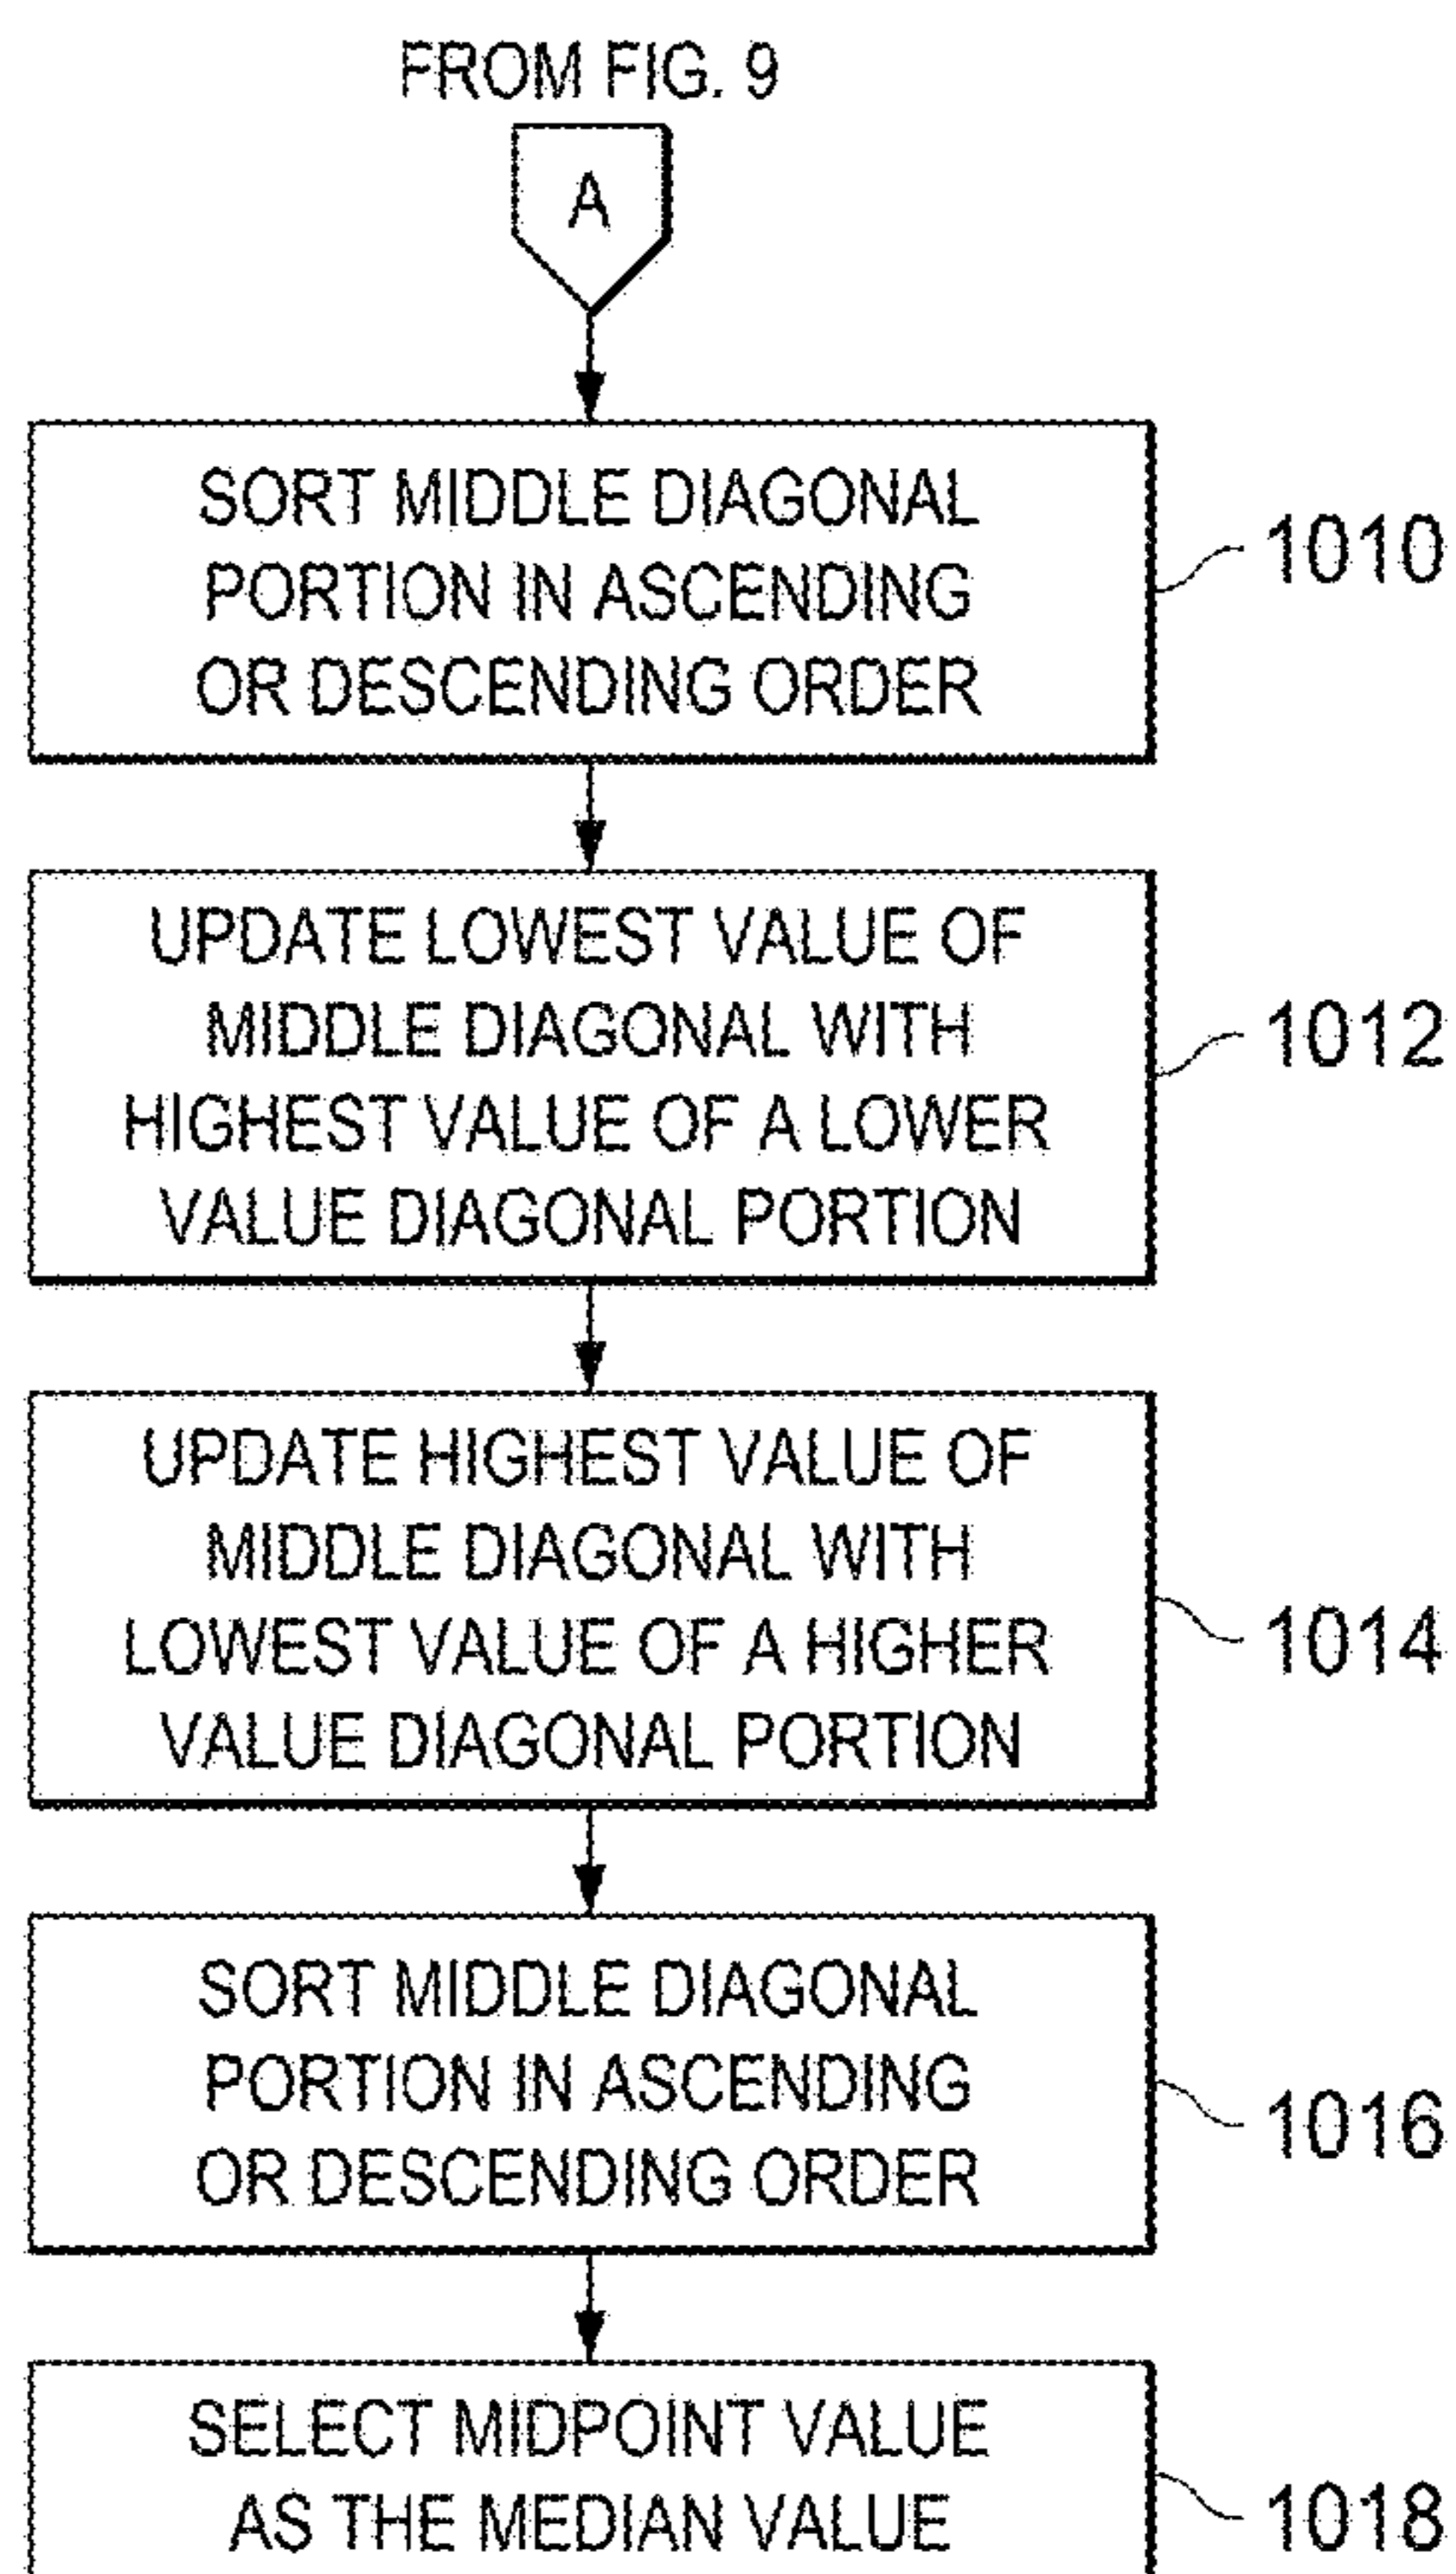 FROM FIG. 9
A
SORT MIDDLE DIAGONAL
PORTION IN ASCENDING
OR DESCENDING ORDER
1010
UPDATE LOWEST VALUE OF
MIDDLE DIAGONAL WITH
HIGHEST VALUE OF A LOWER
VALUE DIAGONAL PORTION
1012
UPDATE HIGHEST VALUE OF
MIDDLE DIAGONAL WITH
LOWEST VALUE OF A HIGHER
VALUE DIAGONAL PORTION
1014
SORT MIDDLE DIAGONAL
PORTION IN ASCENDING
OR DESCENDING ORDER
1016
SELECT MIDPOINT VALUE
AS THE MEDIAN VALUE
1018